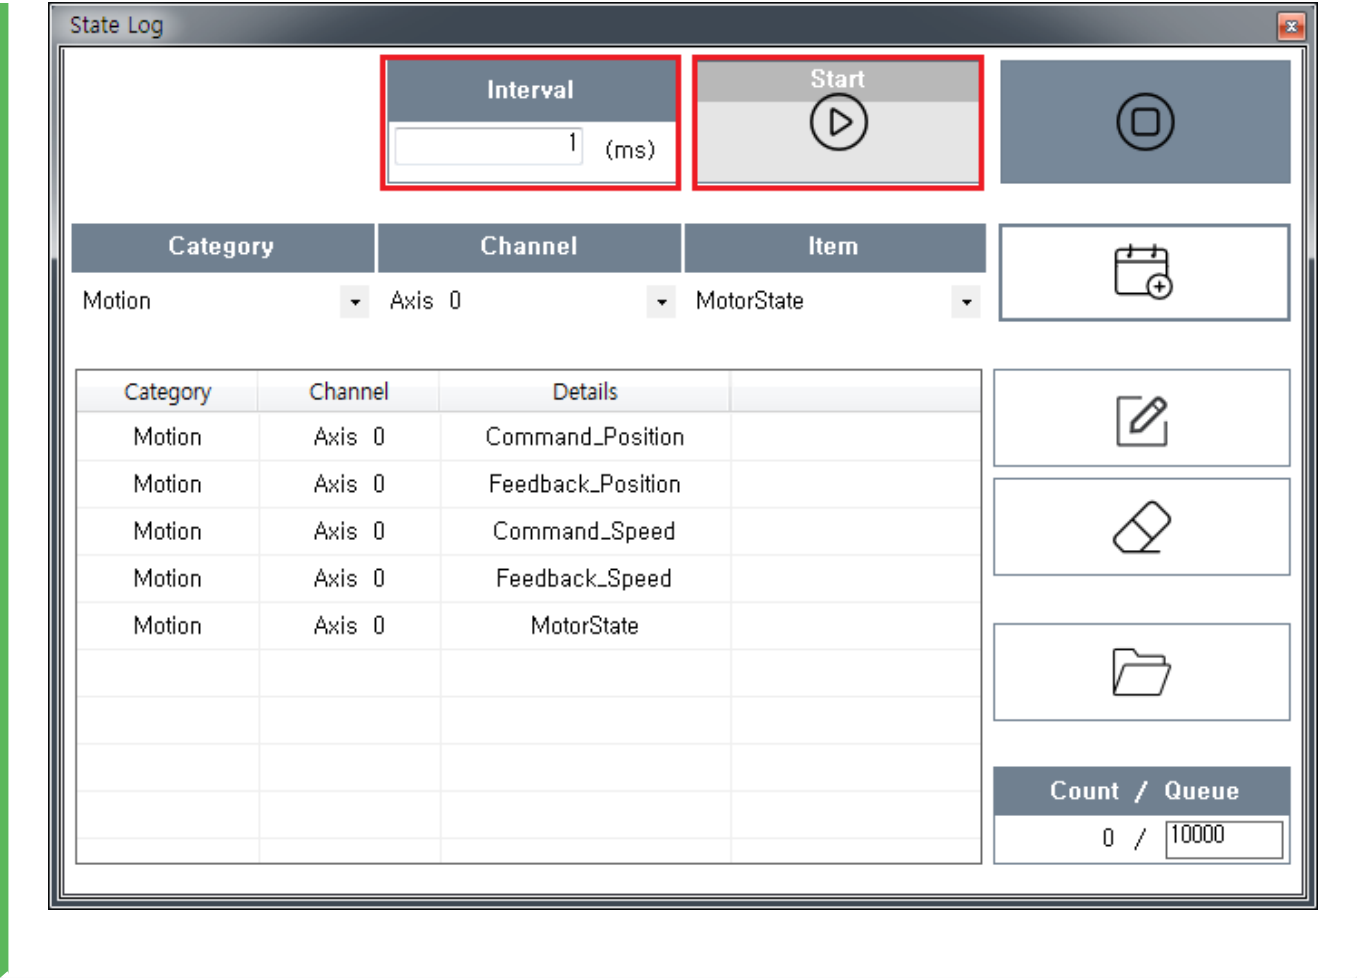 State Log
Interval
1 (ms)
Start
Category Channel Item
Motion Axis 0 MotorState
Category Channel Details
Motion Axis 0 Command_Position
Motion Axis 0 Feedback_Position
Motion Axis 0 Command_Speed
Motion Axis 0 Feedback_Speed
Motion Axis 0 MotorState
Count / Queue
0 / 10000